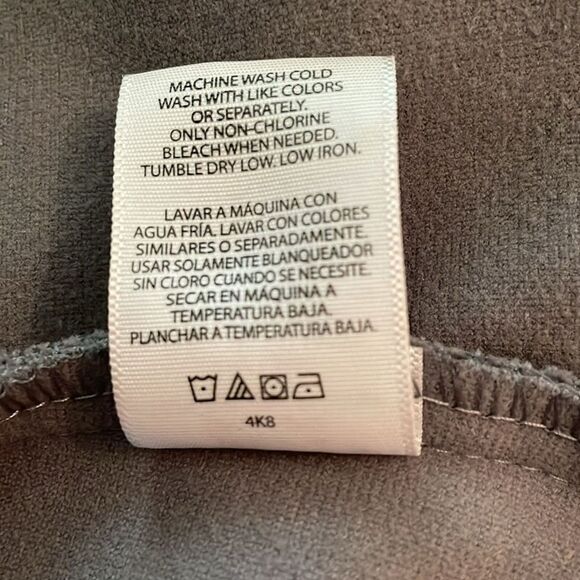 MACHINE WASH COLD
WASH WITH LIKE COLORS
OR SEPARATELY.
ONLY NON-CHLORINE
BLEACH WHEN NEEDED.
TUMBLE DRY LOW. LOW IRON.
LAVAR A MÁQUINA CON
AGUA FRÍA. LAVAR CON COLORES
SIMILARES O SEPARADAMENTE.
USAR SOLAMENTE BLANQUEADOR
SIN CLORO CUANDO SE NECESITE.
SECAR EN MÁQUINA A
TEMPERATURA BAJA.
PLANCHAR A TEMPERATURA BAJA.
4K8